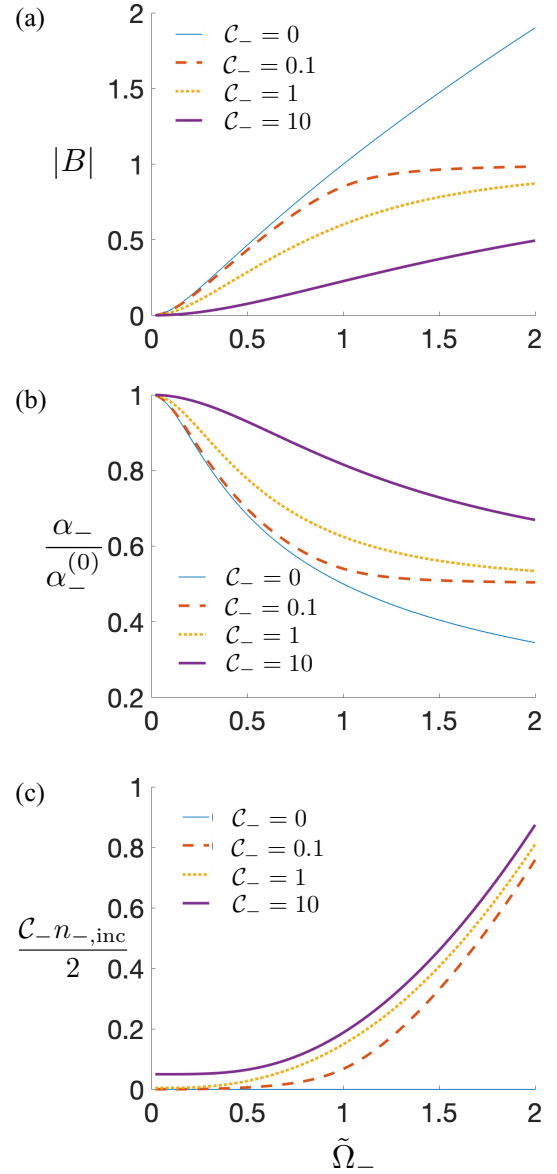 (a)
2
1.5
1
0.5
0
|B|
C₋ = 0
C₋ = 0.1
C₋ = 1
C₋ = 10
0 0.5 1 1.5 2
(b)
1
0.8
0.6
0.4
0.2
α₋
α₋⁽⁰⁾
C₋ = 0
C₋ = 0.1
C₋ = 1
C₋ = 10
0 0.5 1 1.5 2
(c)
1
0.8
0.6
0.4
0.2
0
C₋n₋,inc
2
C₋ = 0
C₋ = 0.1
C₋ = 1
C₋ = 10
0 0.5 1 1.5 2
Ω̃₋